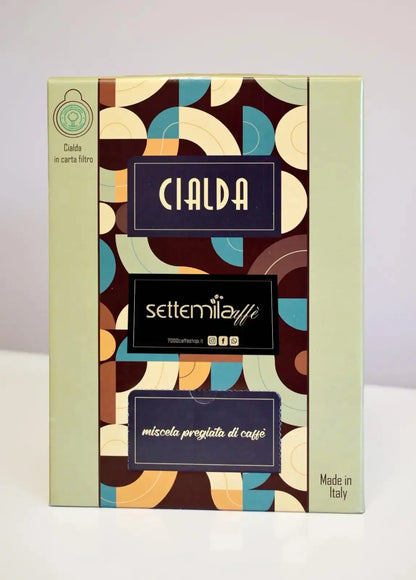 Cialda
in carta filtro
CIALDA
settemilacaffè
7000caffeshop.it
miscela pregiata di caffè
Made in
Italy